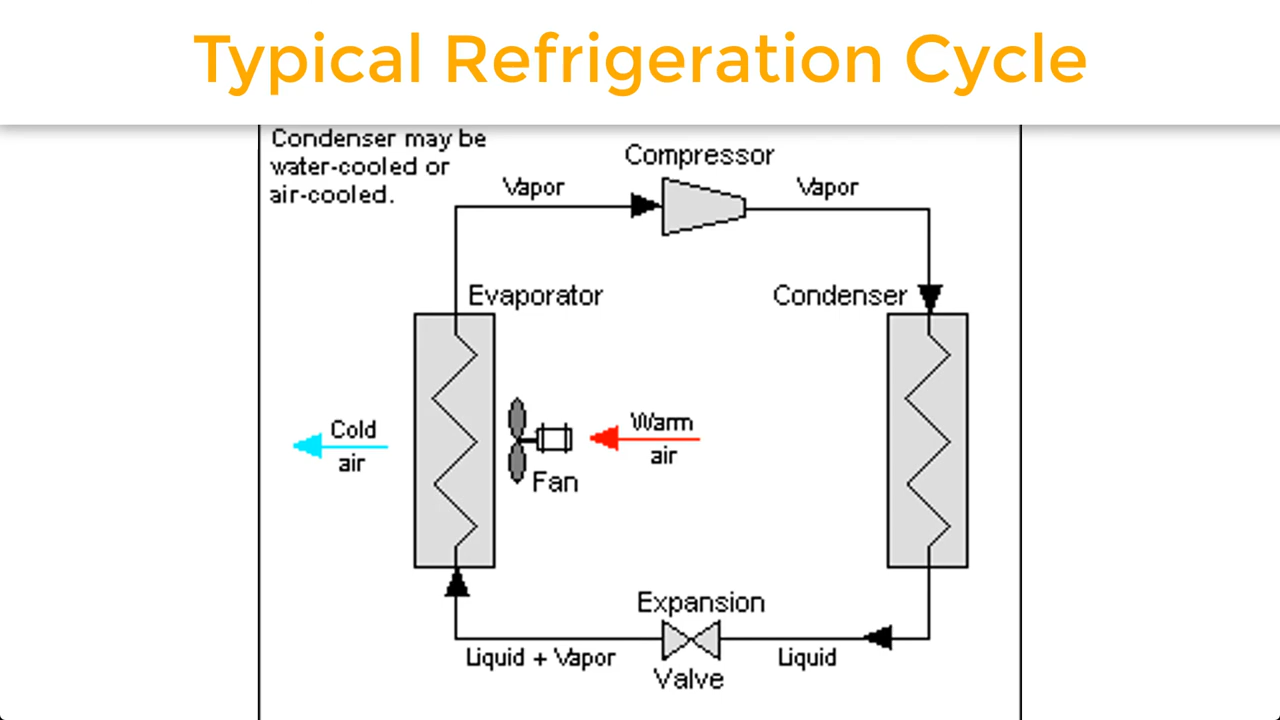 Typical Refrigeration Cycle
Condenser may be
water-cooled or
air-cooled.
Compressor
Vapor
Vapor
Evaporator
Condenser
Cold
air
Warm
air
Fan
Expansion
Valve
Liquid + Vapor
Liquid